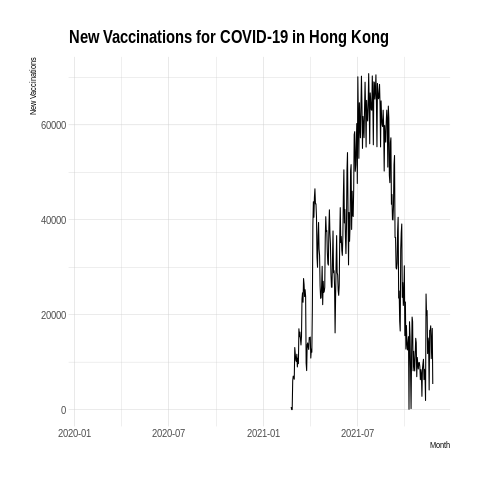 New Vaccinations for COVID-19 in Hong Kong
New Vaccinations
60000
40000
20000
0
2020-01 2020-07 2021-01 2021-07
Month